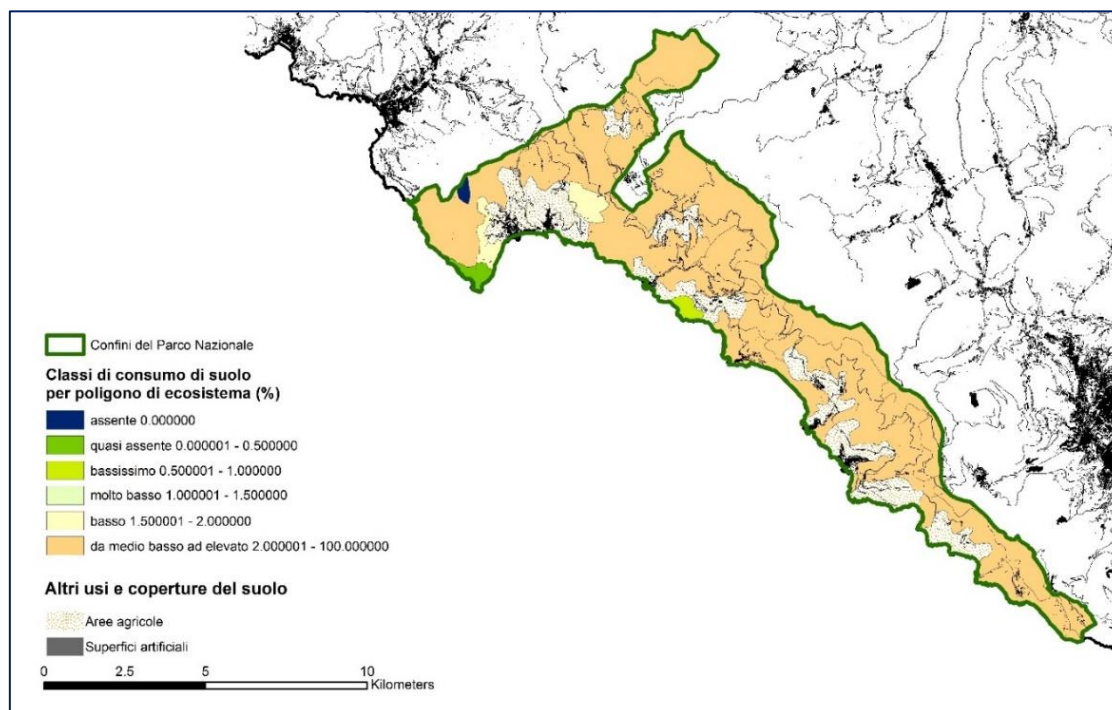 Confini del Parco Nazionale
Classi di consumo di suolo
per poligono di ecosistema (%)
assente 0.000000
quasi assente 0.000001 - 0.500000
bassissimo 0.500001 - 1.000000
molto basso 1.000001 - 1.500000
basso 1.500001 - 2.000000
da medio basso ad elevato 2.000001 - 100.000000
Altri usi e coperture del suolo
Aree agricole
Superfici artificiali
0 2.5 5 10
Kilometers